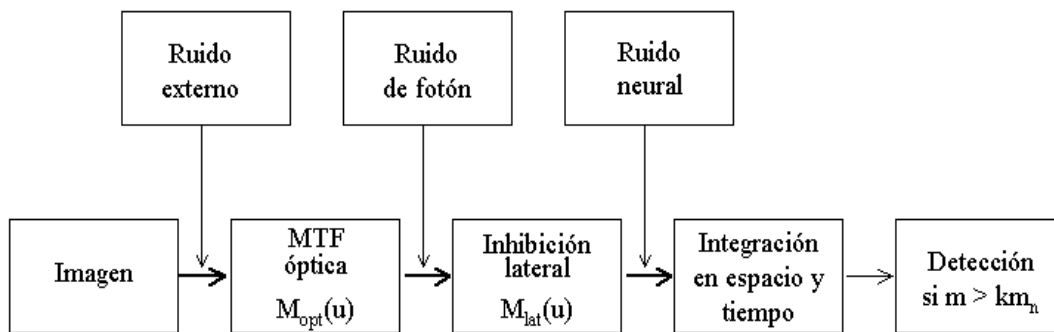 Ruido
externo
Ruido
de fotón
Ruido
neural
Imagen
MTF
óptica
M_opt(u)
Inhibición
lateral
M_lat(u)
Integración
en espacio y
tiempo
Detección
si m > km_n